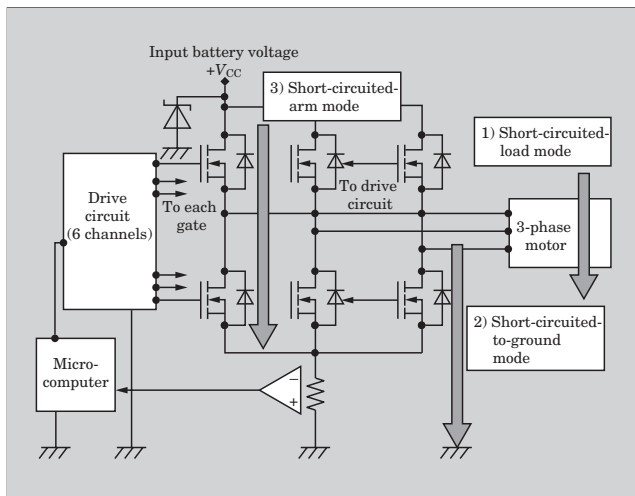 Input battery voltage
+VCC
3) Short-circuited-
arm mode
1) Short-circuited-
load mode
Drive
circuit
(6 channels)
To each
gate
To drive
circuit
3-phase
motor
2) Short-circuited-
to-ground
mode
Micro-
computer
−
+